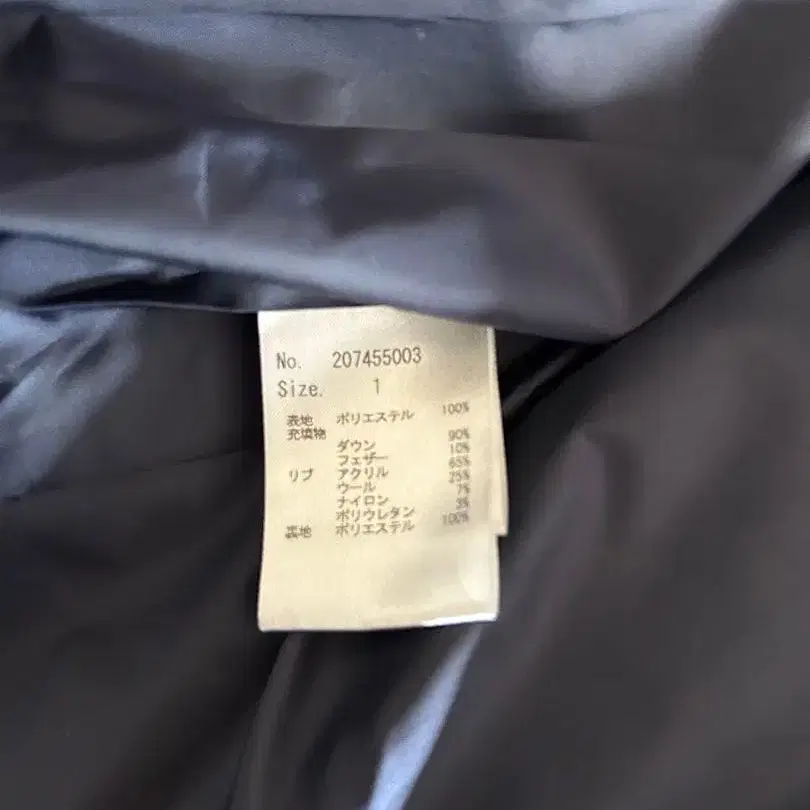 No. 207455003
Size. 1
表地 ポリエステル 100%
充填物
ダウン 90%
フェザー 10%
リブ アクリル 65%
ウール 25%
ナイロン 7%
ポリウレタン 3%
裏地 ポリエステル 100%